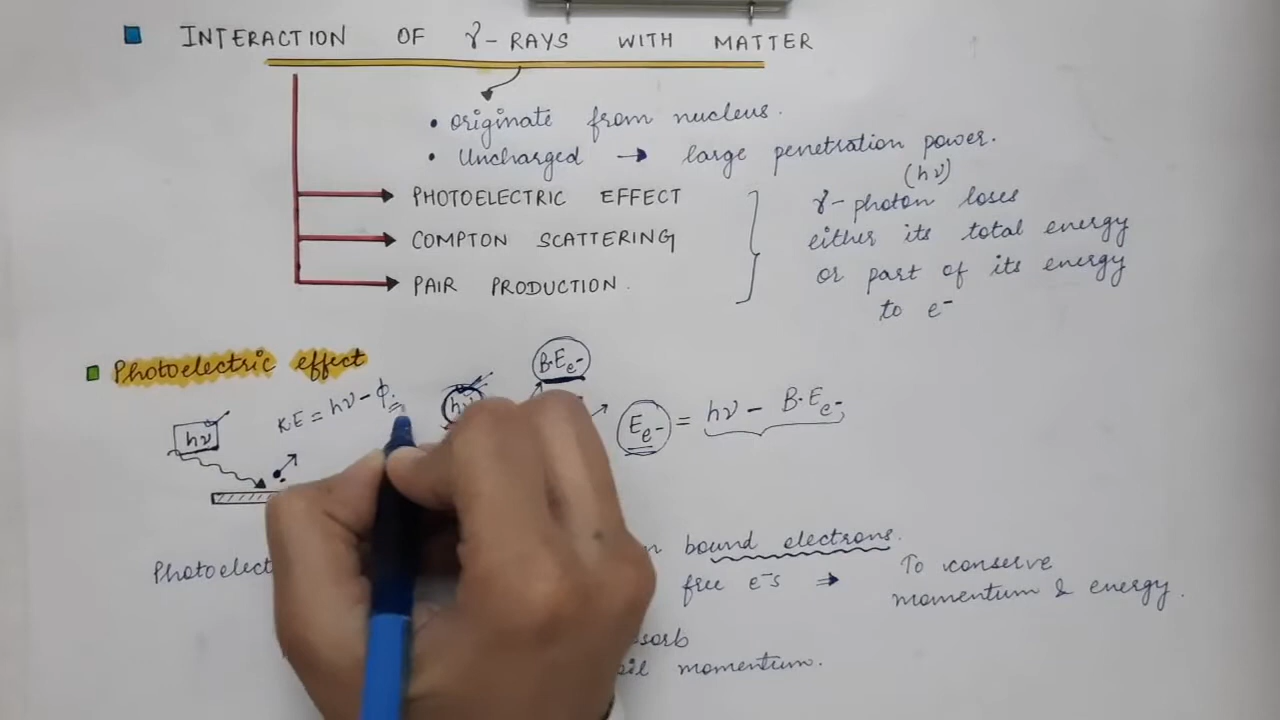 INTERACTION OF γ-RAYS WITH MATTER
• originate from nucleus.
• Uncharged → large penetration power.
PHOTOELECTRIC EFFECT
COMPTON SCATTERING
PAIR PRODUCTION.
(hν)
γ-photon loses
either its total energy
or part of its energy
to e⁻
Photoelectric effect
hν
KE = hν - ϕ.
hν
B.E e⁻
E e⁻ = hν - B.E e⁻
bound electrons.
free e⁻s → To conserve
momentum & energy.
momentum.